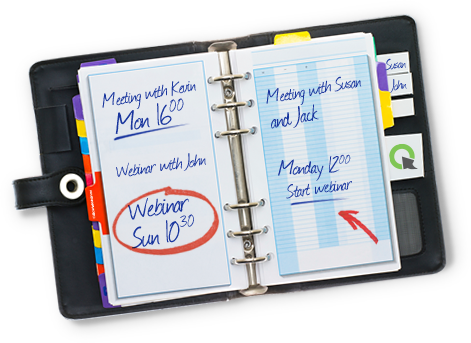 Meeting with Kevin
Mon 16⁰⁰
Webinar with John
Webinar
Sun 10³⁰
Meeting with Susan
and Jack
Monday 12⁰⁰
Start webinar
Susan
John